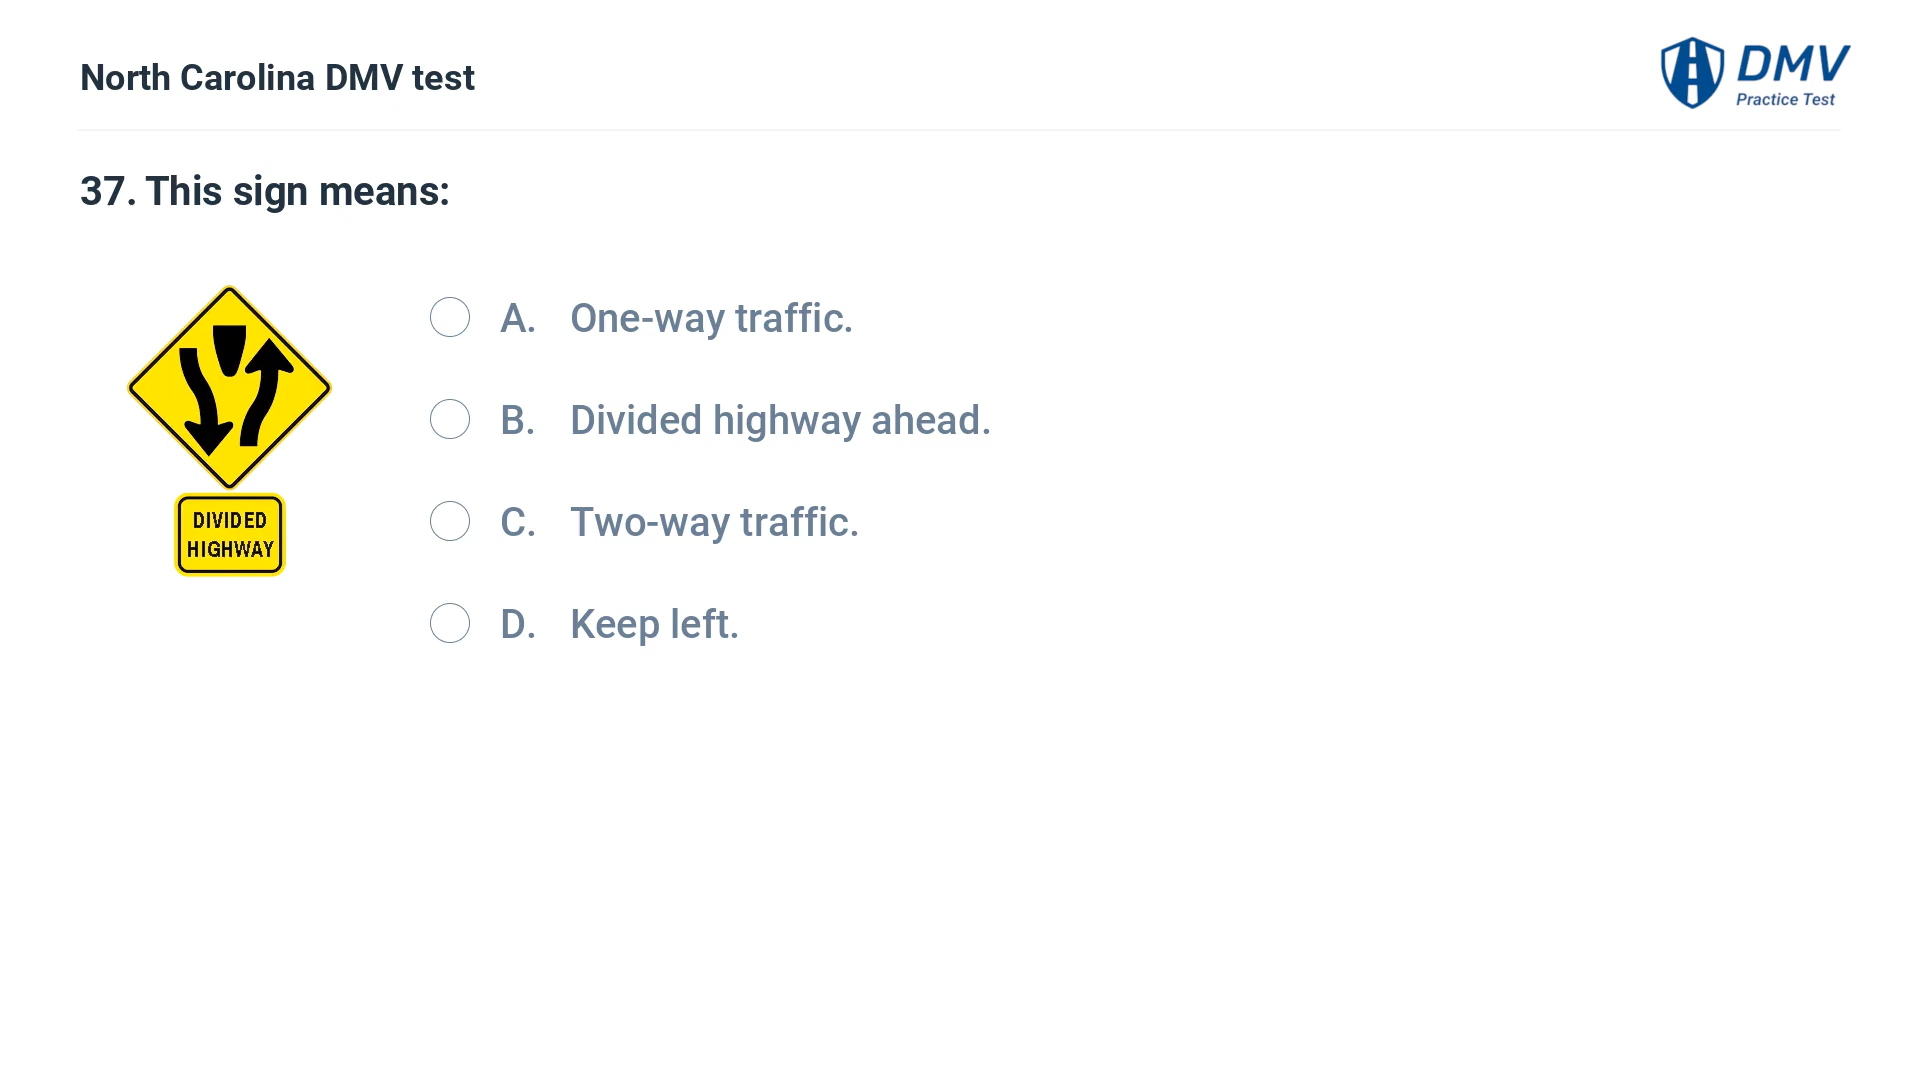 North Carolina DMV test
DMV
Practice Test
37. This sign means:
DIVIDED
HIGHWAY
A. One-way traffic.
B. Divided highway ahead.
C. Two-way traffic.
D. Keep left.